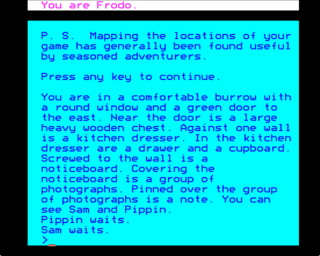 You are Frodo.
P. S.  Mapping the locations of your
game has generally been found useful
by seasoned adventurers.
Press any key to continue.
You are in a comfortable burrow with
a round window and a green door to
the east. Near the door is a large
heavy wooden chest. Against one wall
is a kitchen dresser. In the kitchen
dresser are a drawer and a cupboard.
Screwed to the wall is a
noticeboard. Covering the
noticeboard is a group of
photographs. Pinned over the group
of photographs is a note. You can
see Sam and Pippin.
Pippin waits.
Sam waits.
>_